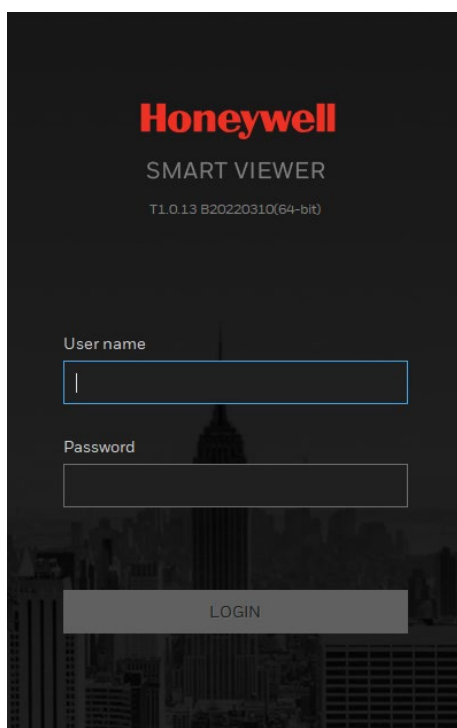 Honeywell
SMART VIEWER
T1.0.13 B20220310(64-bit)
User name
Password
LOGIN